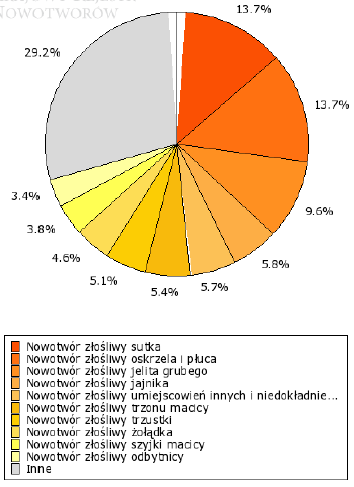 NOWOTWORÓW
13.7%
29.2%
13.7%
9.6%
3.4%
3.8%
4.6%
5.8%
5.1%
5.4%
5.7%
Nowotwór złośliwy sutka
Nowotwór złośliwy oskrzela i płuca
Nowotwór złośliwy jelita grubego
Nowotwór złośliwy jajnika
Nowotwór złośliwy umiejscowień innych i niedokładnie...
Nowotwór złośliwy trzonu macicy
Nowotwór złośliwy trzustki
Nowotwór złośliwy żołądka
Nowotwór złośliwy szyjki macicy
Nowotwór złośliwy odbytnicy
Inne